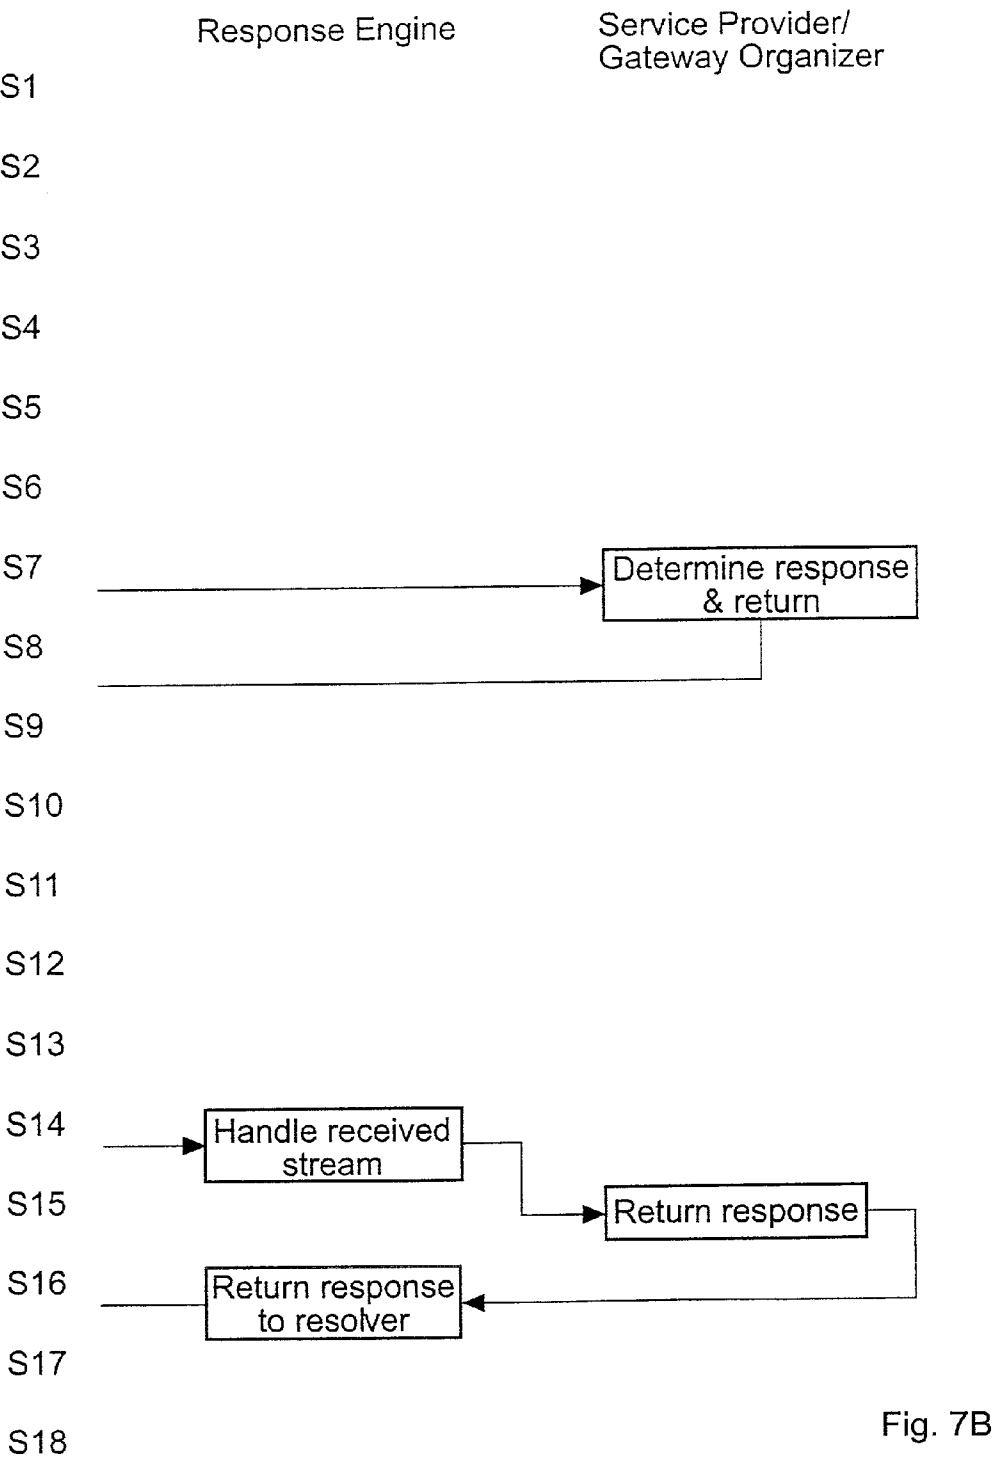 Response Engine
Service Provider/
Gateway Organizer
S1
S2
S3
S4
S5
S6
S7
Determine response
& return
S8
S9
S10
S11
S12
S13
S14
Handle received
stream
S15
Return response
S16
Return response
to resolver
S17
Fig. 7B
S18